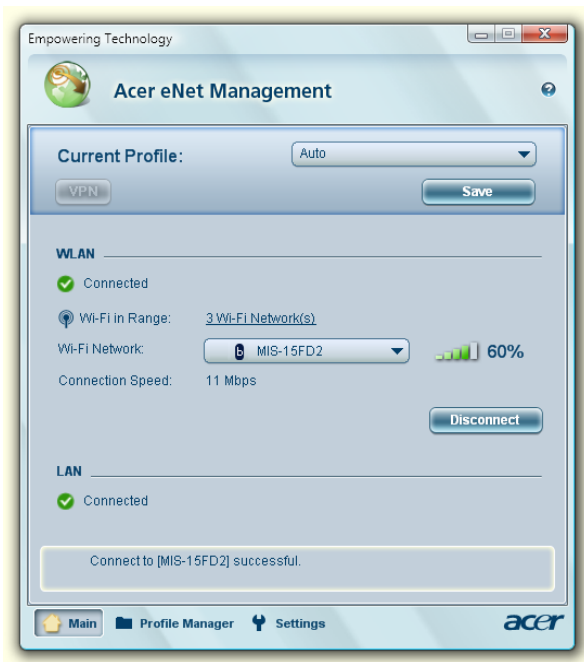 Empowering Technology
Acer eNet Management
Current Profile:
Auto
VPN
Save
WLAN
Connected
Wi-Fi in Range:
3 Wi-Fi Network(s)
Wi-Fi Network:
b MIS-15FD2
60%
Connection Speed:
11 Mbps
Disconnect
LAN
Connected
Connect to [MIS-15FD2] successful.
Main
Profile Manager
Settings
acer